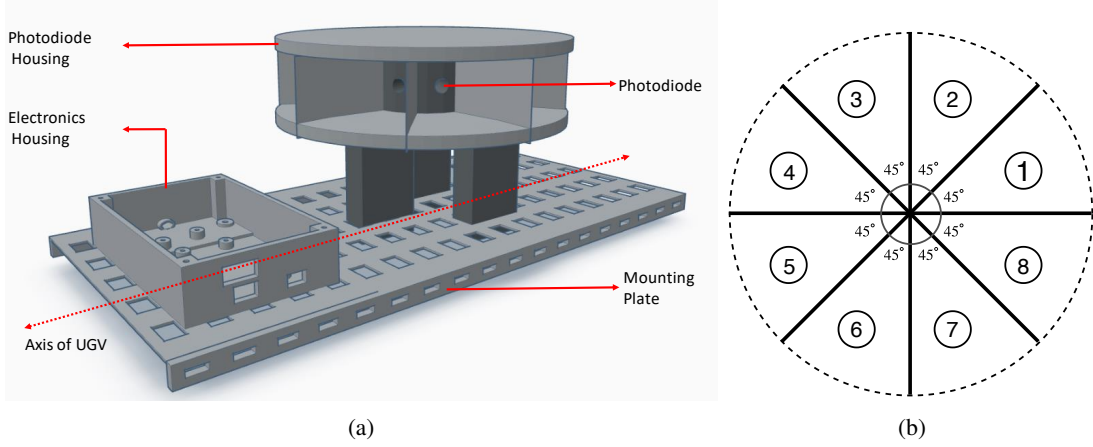 Photodiode
Housing
Electronics
Housing
Photodiode
Mounting
Plate
Axis of UGV
(a)
3 2
4 1
45° 45°
45° 45°
45° 45°
45° 45°
5 8
6 7
(b)